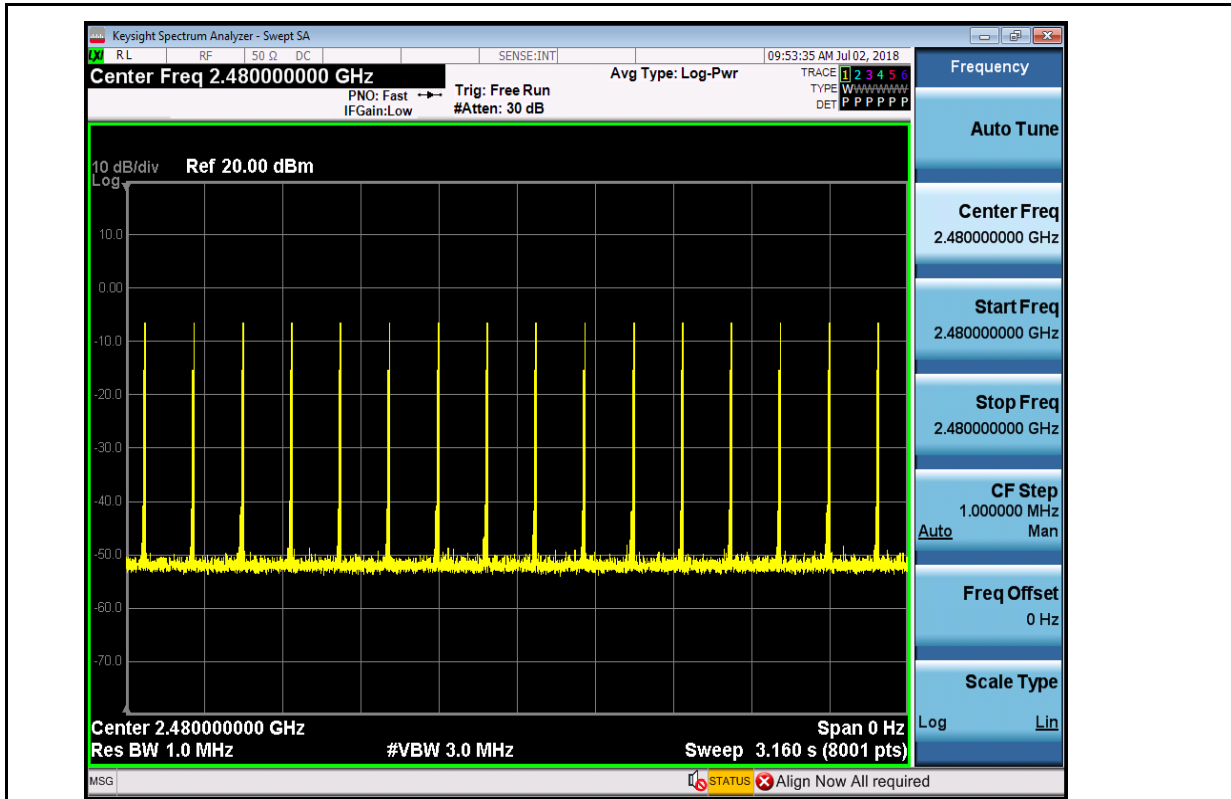 Keysight Spectrum Analyzer - Swept SA
LXI RL RF 50 Ω DC SENSE:INT 09:53:35 AM Jul 02, 2018
Center Freq 2.480000000 GHz
PNO: Fast
IFGain:Low
Trig: Free Run
#Atten: 30 dB
Avg Type: Log-Pwr
TRACE 1 2 3 4 5 6
TYPE WWWWWW
DET P P P P P P
10 dB/div Ref 20.00 dBm
Log
10.0
0.00
-10.0
-20.0
-30.0
-40.0
-50.0
-60.0
-70.0
Center 2.480000000 GHz Span 0 Hz
Res BW 1.0 MHz #VBW 3.0 MHz Sweep 3.160 s (8001 pts)
MSG STATUS Align Now All required
Frequency
Auto Tune
Center Freq
2.480000000 GHz
Start Freq
2.480000000 GHz
Stop Freq
2.480000000 GHz
CF Step
1.000000 MHz
Auto Man
Freq Offset
0 Hz
Scale Type
Log Lin